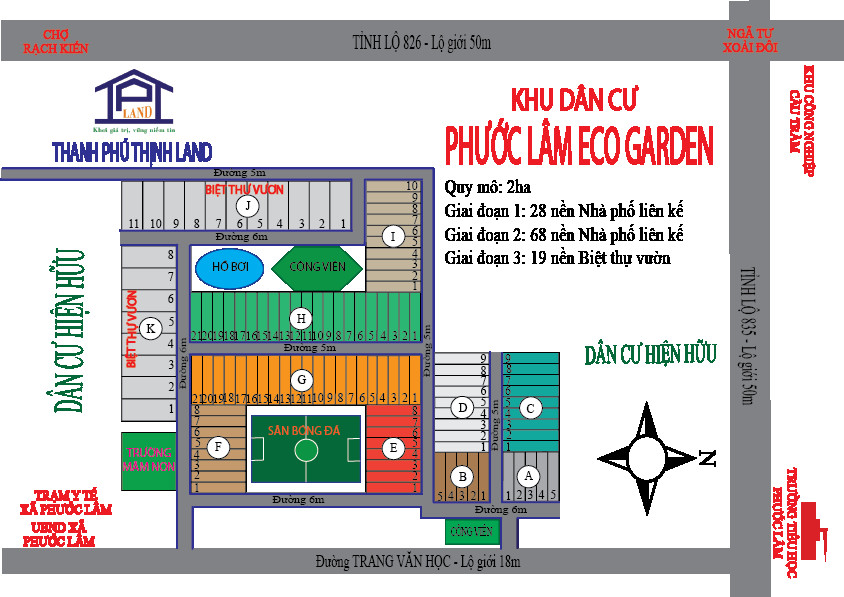 CHỢ
RẠCH KIẾN
TỈNH LỘ 826 - Lộ giới 50m
NGÃ TƯ
XOÀI ĐÔI
LAND
Khơi giá trị, vững niềm tin
THANH PHÚ THỊNH LAND
KHU DÂN CƯ
PHƯỚC LÂM ECO GARDEN
Quy mô: 2ha
Giai đoạn 1: 28 nền Nhà phố liên kế
Giai đoạn 2: 68 nền Nhà phố liên kế
Giai đoạn 3: 19 nền Biệt thự vườn
KHU CÔNG NGHIỆP
CẦU TRÀM
Đường 5m
BIỆT THỰ VƯỜN
J
11 10 9 8 7 6 5 4 3 2 1
Đường 6m
10
9
8
7
6
5
4
3
2
1
I
HỒ BƠI
CÔNG VIÊN
DÂN CƯ HIỆN HỮU
BIỆT THỰ VƯỜN
K
8
7
6
5
4
3
2
1
Đường 6m
H
21 20 19 18 17 16 15 14 13 12 11 10 9 8 7 6 5 4 3 2 1
Đường 5m
Đường 5m
G
21 20 19 18 17 16 15 14 13 12 11 10 9 8 7 6 5 4 3 2 1
8
7
6
5
4
3
2
1
F
SÂN BÓNG ĐÁ
8
7
6
5
4
3
2
1
E
Đường 6m
TRƯỜNG
MẦM NON
TRẠM Y TẾ
XÃ PHƯỚC LÂM
UBND XÃ
PHƯỚC LÂM
9
8
7
6
5
4
3
2
1
D
Đường 5m
9
8
7
6
5
4
3
2
1
C
B
5 4 3 2 1
A
1 2 3 4 5
Đường 6m
CÔNG VIÊN
DÂN CƯ HIỆN HỮU
TỈNH LỘ 835 - Lộ giới 50m
N
TRƯỜNG TIỂU HỌC
PHƯỚC LÂM
Đường TRANG VĂN HỌC - Lộ giới 18m